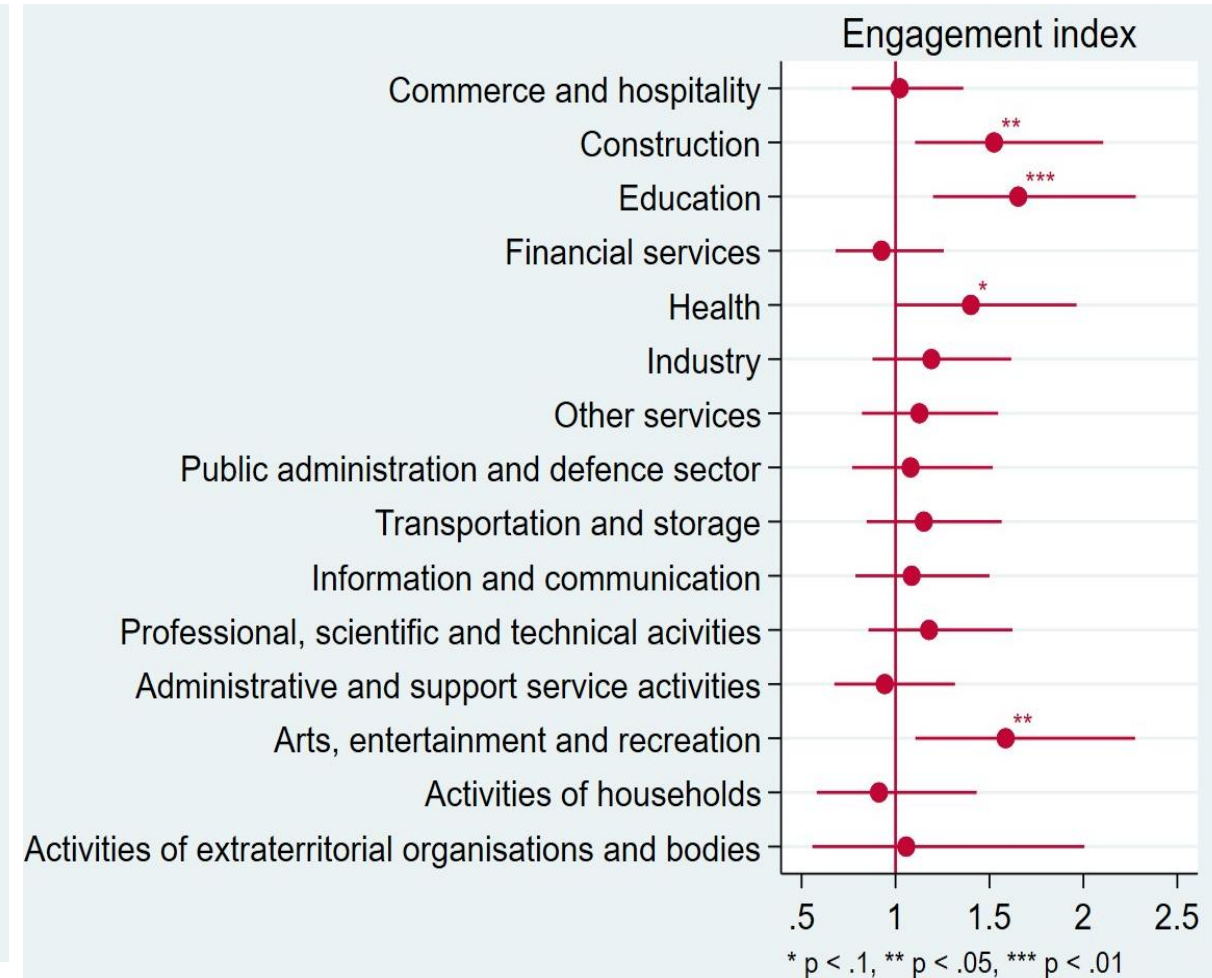 Engagement index
Commerce and hospitality
**
Construction
***
Education
Financial services
*
Health
Industry
Other services
Public administration and defence sector
Transportation and storage
Information and communication
Professional, scientific and technical acivities
Administrative and support service activities
**
Arts, entertainment and recreation
Activities of households
Activities of extraterritorial organisations and bodies
.5 1 1.5 2 2.5
* p < .1, ** p < .05, *** p < .01